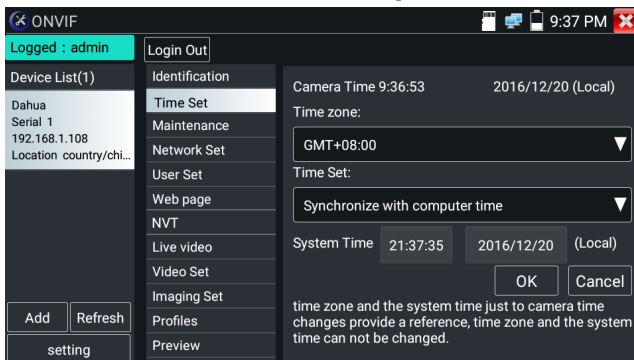 ONVIF
9:37 PM
Logged : admin
Login Out
Device List(1)
Dahua
Serial 1
192.168.1.108
Location country/chi...
Add
Refresh
setting
Identification
Time Set
Maintenance
Network Set
User Set
Web page
NVT
Live video
Video Set
Imaging Set
Profiles
Preview
Camera Time 9:36:53 2016/12/20 (Local)
Time zone:
GMT+08:00
Time Set:
Synchronize with computer time
System Time 21:37:35 2016/12/20 (Local)
OK Cancel
time zone and the system time just to camera time
changes provide a reference, time zone and the system
time can not be changed.